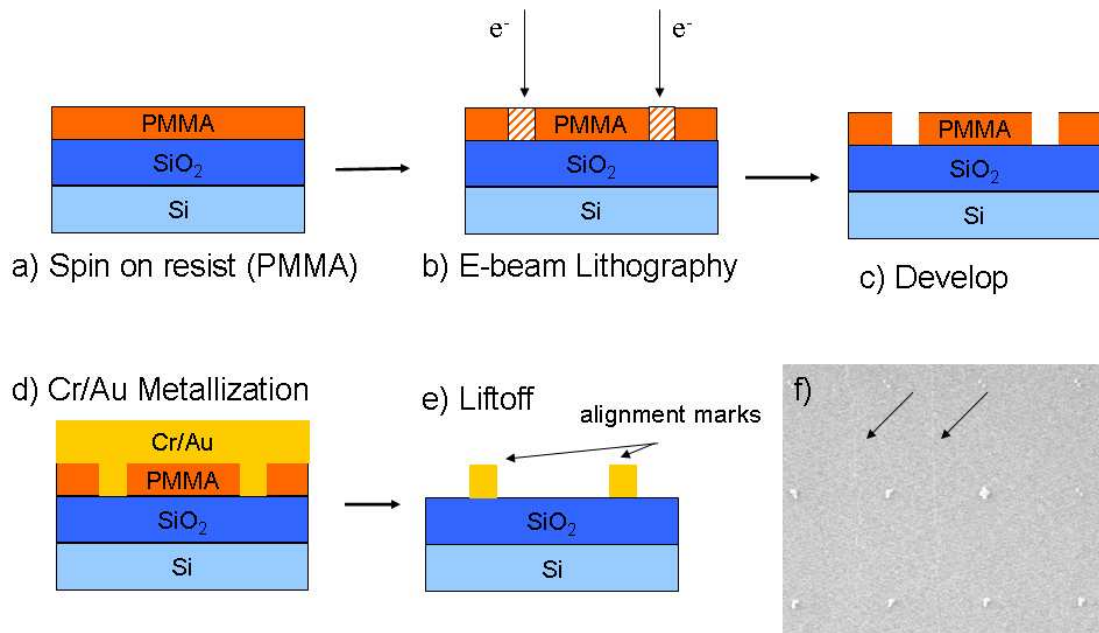 e⁻ e⁻
PMMA
SiO₂
Si
a) Spin on resist (PMMA)
PMMA
SiO₂
Si
b) E-beam Lithography
PMMA
SiO₂
Si
c) Develop
d) Cr/Au Metallization
Cr/Au
PMMA
SiO₂
Si
e) Liftoff
alignment marks
SiO₂
Si
f)